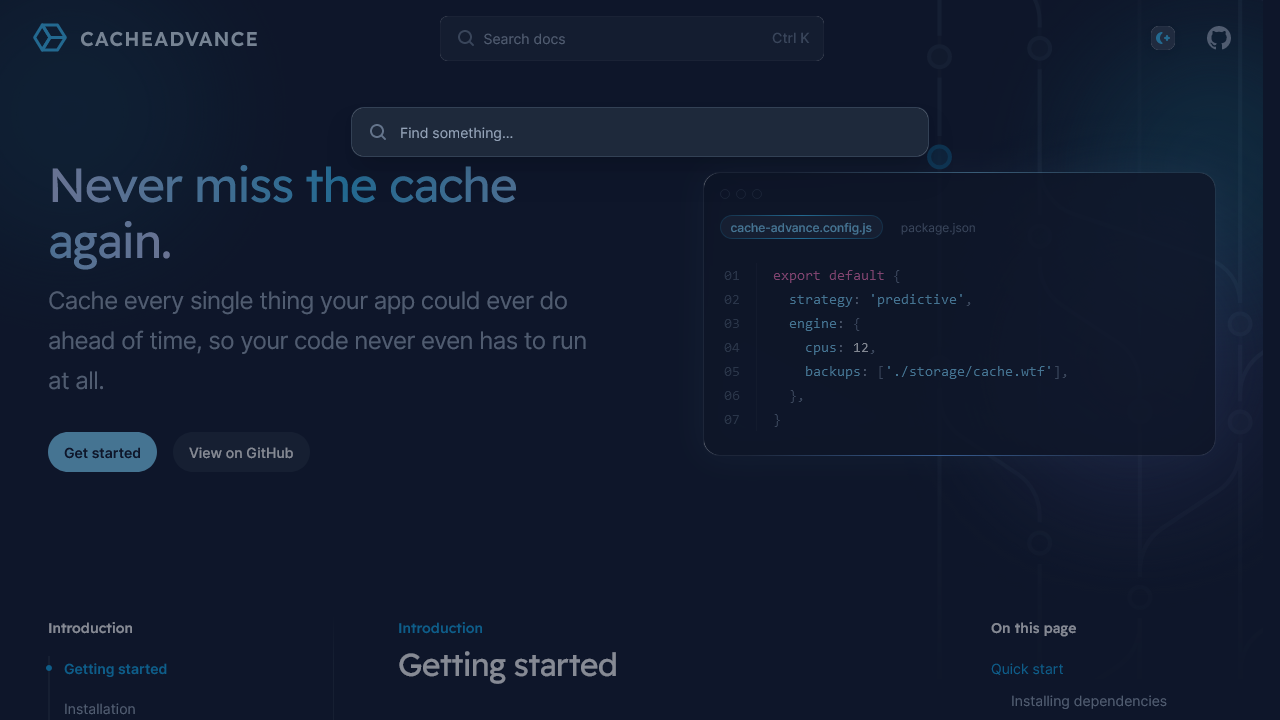 CACHEADVANCE
Search docs
Ctrl K
Find something...
Never miss the cache
again.
Cache every single thing your app could ever do
ahead of time, so your code never even has to run
at all.
Get started
View on GitHub
cache-advance.config.js
package.json
01 export default {
02 strategy: 'predictive',
03 engine: {
04 cpus: 12,
05 backups: ['./storage/cache.wtf'],
06 },
07 }
Introduction
Getting started
Installation
Introduction
Getting started
On this page
Quick start
Installing dependencies